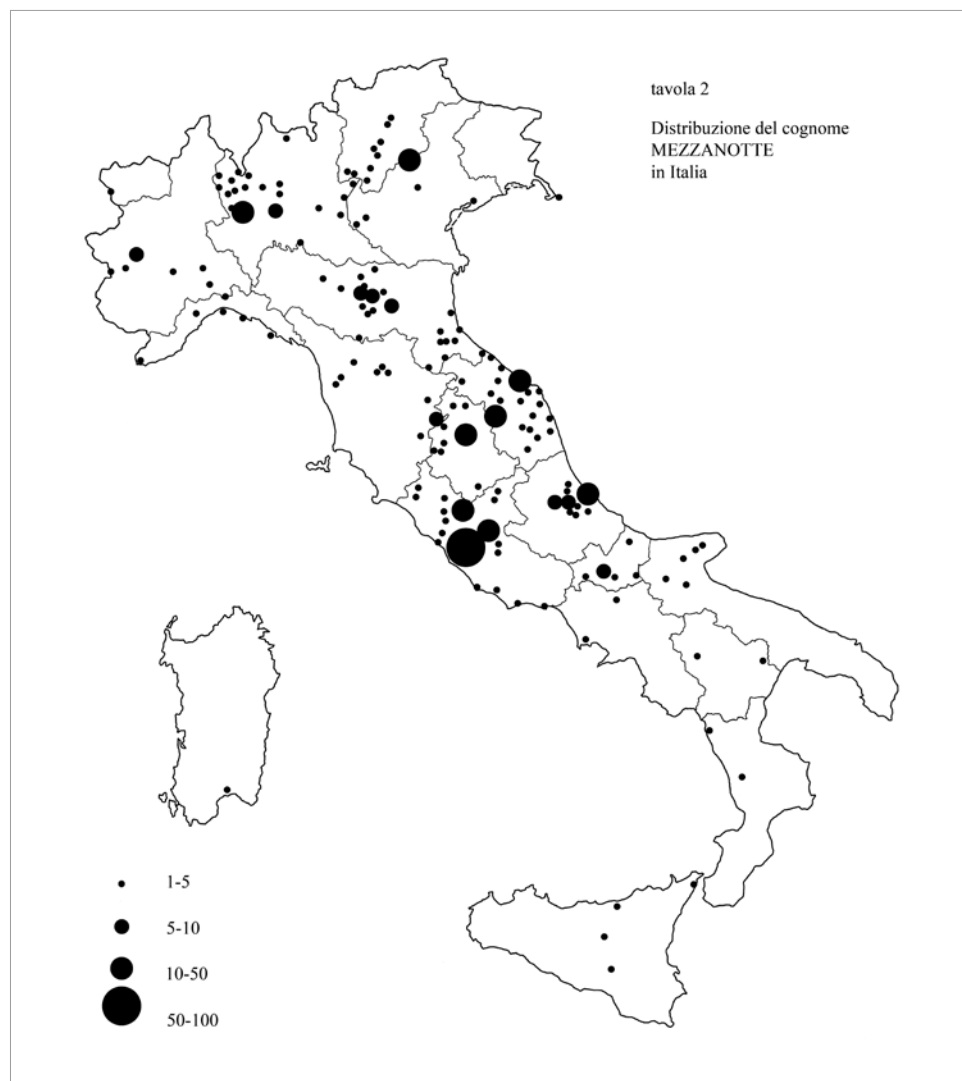 tavola 2
Distribuzione del cognome
MEZZANOTTE
in Italia
1-5
5-10
10-50
50-100